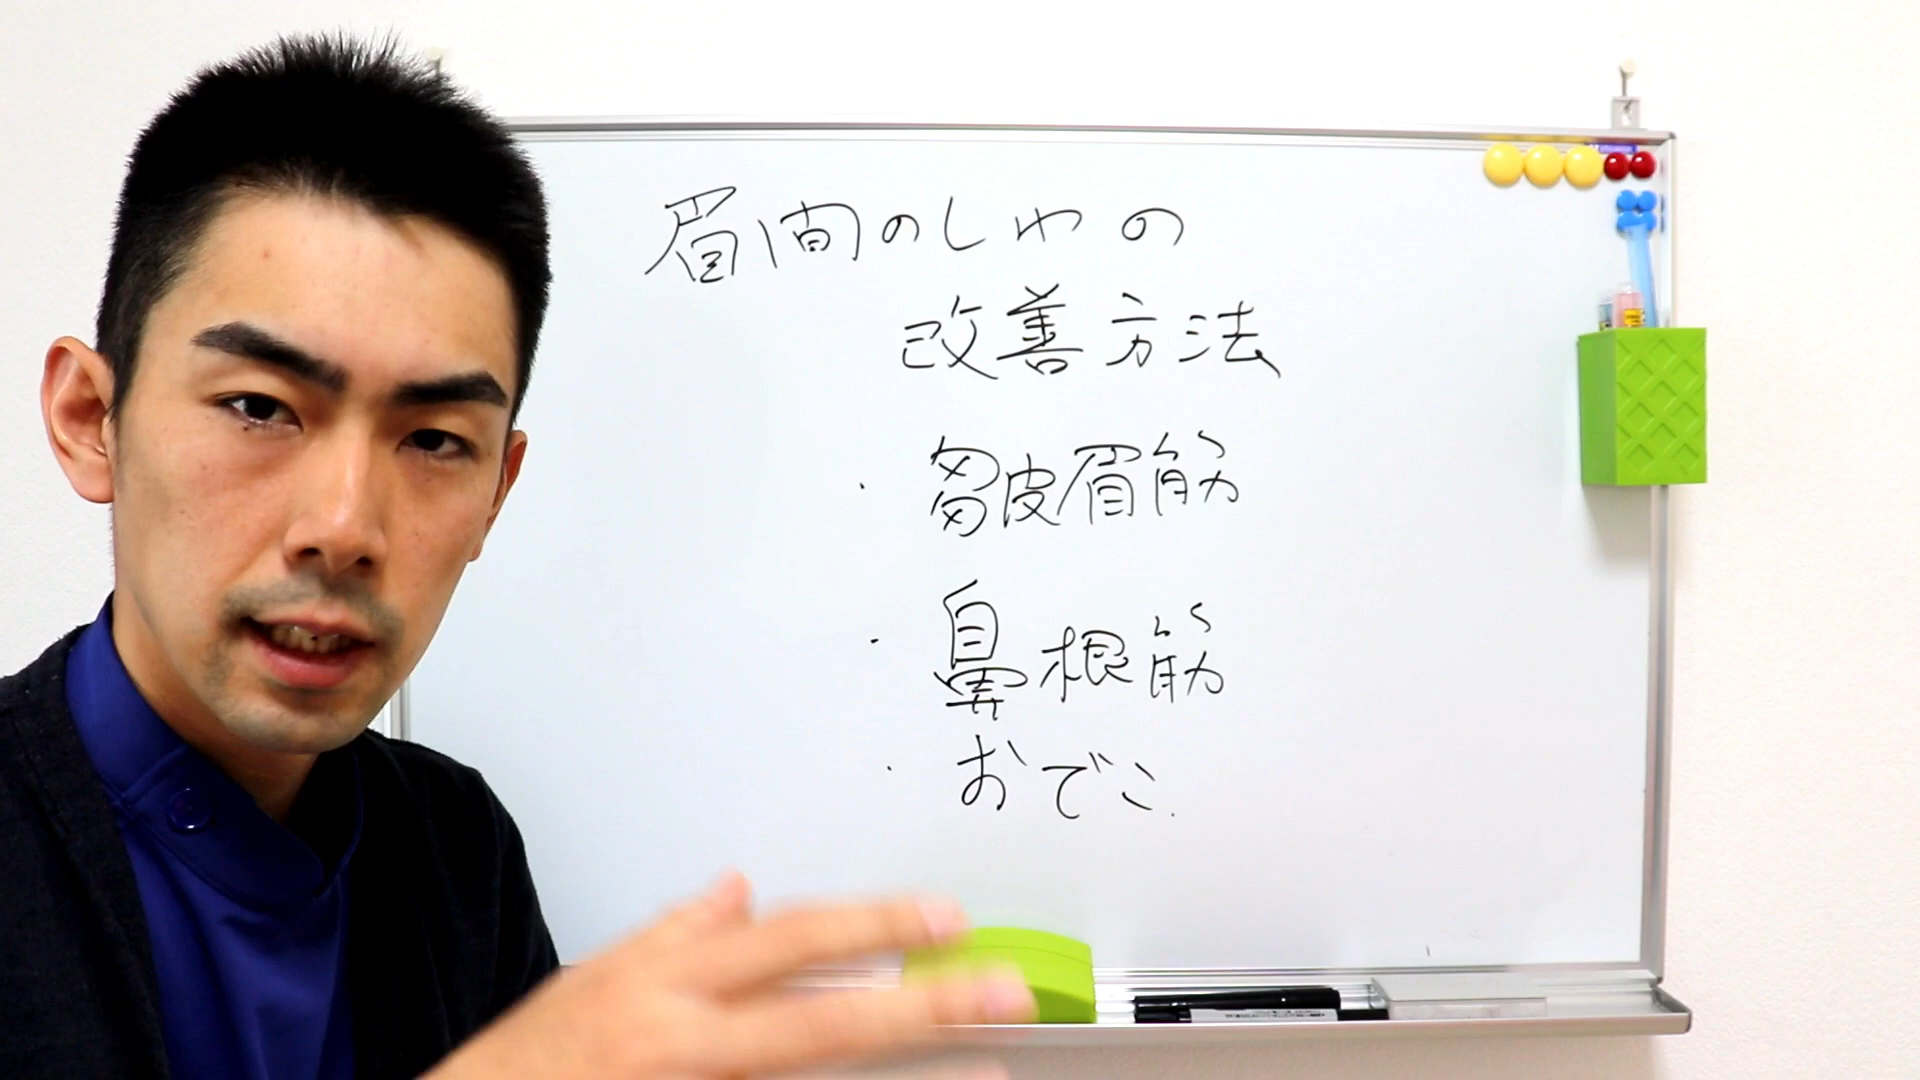 眉間のしわの
改善方法
・皺皮眉筋
・鼻根筋
・おでこ